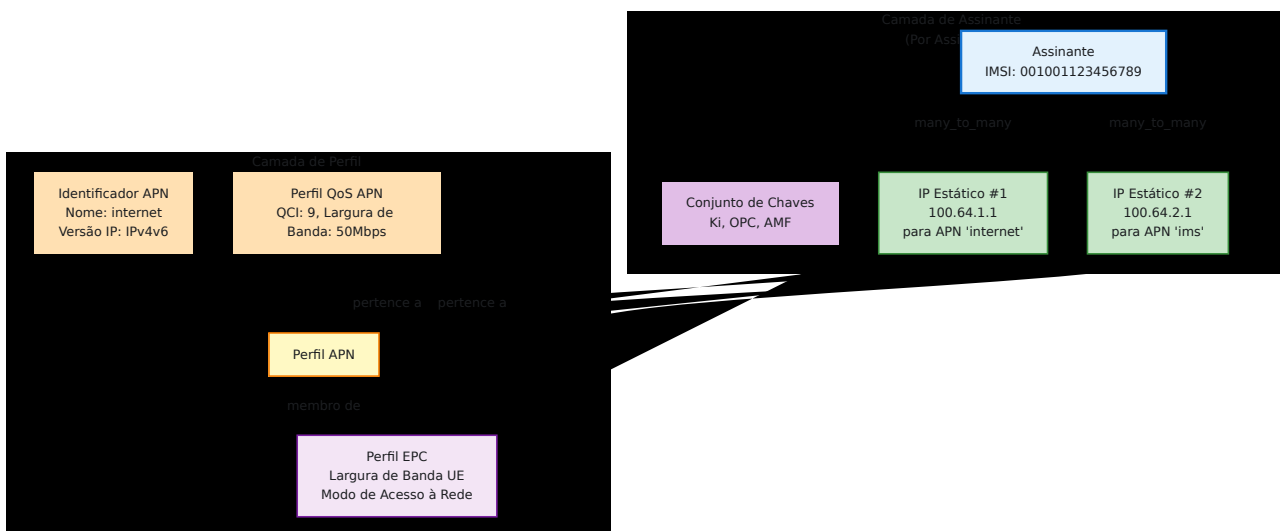 Camada de Assinante
(Por Ass
Assinante
IMSI: 001001123456789
many_to_many
many_to_many
Camada de Perfil
Identificador APN
Nome: internet
Versão IP: IPv4v6
Perfil QoS APN
QCI: 9, Largura de
Banda: 50Mbps
Conjunto de Chaves
Ki, OPC, AMF
IP Estático #1
100.64.1.1
para APN 'internet'
IP Estático #2
100.64.2.1
para APN 'ims'
pertence a
pertence a
Perfil APN
membro de
Perfil EPC
Largura de Banda UE
Modo de Acesso à Rede